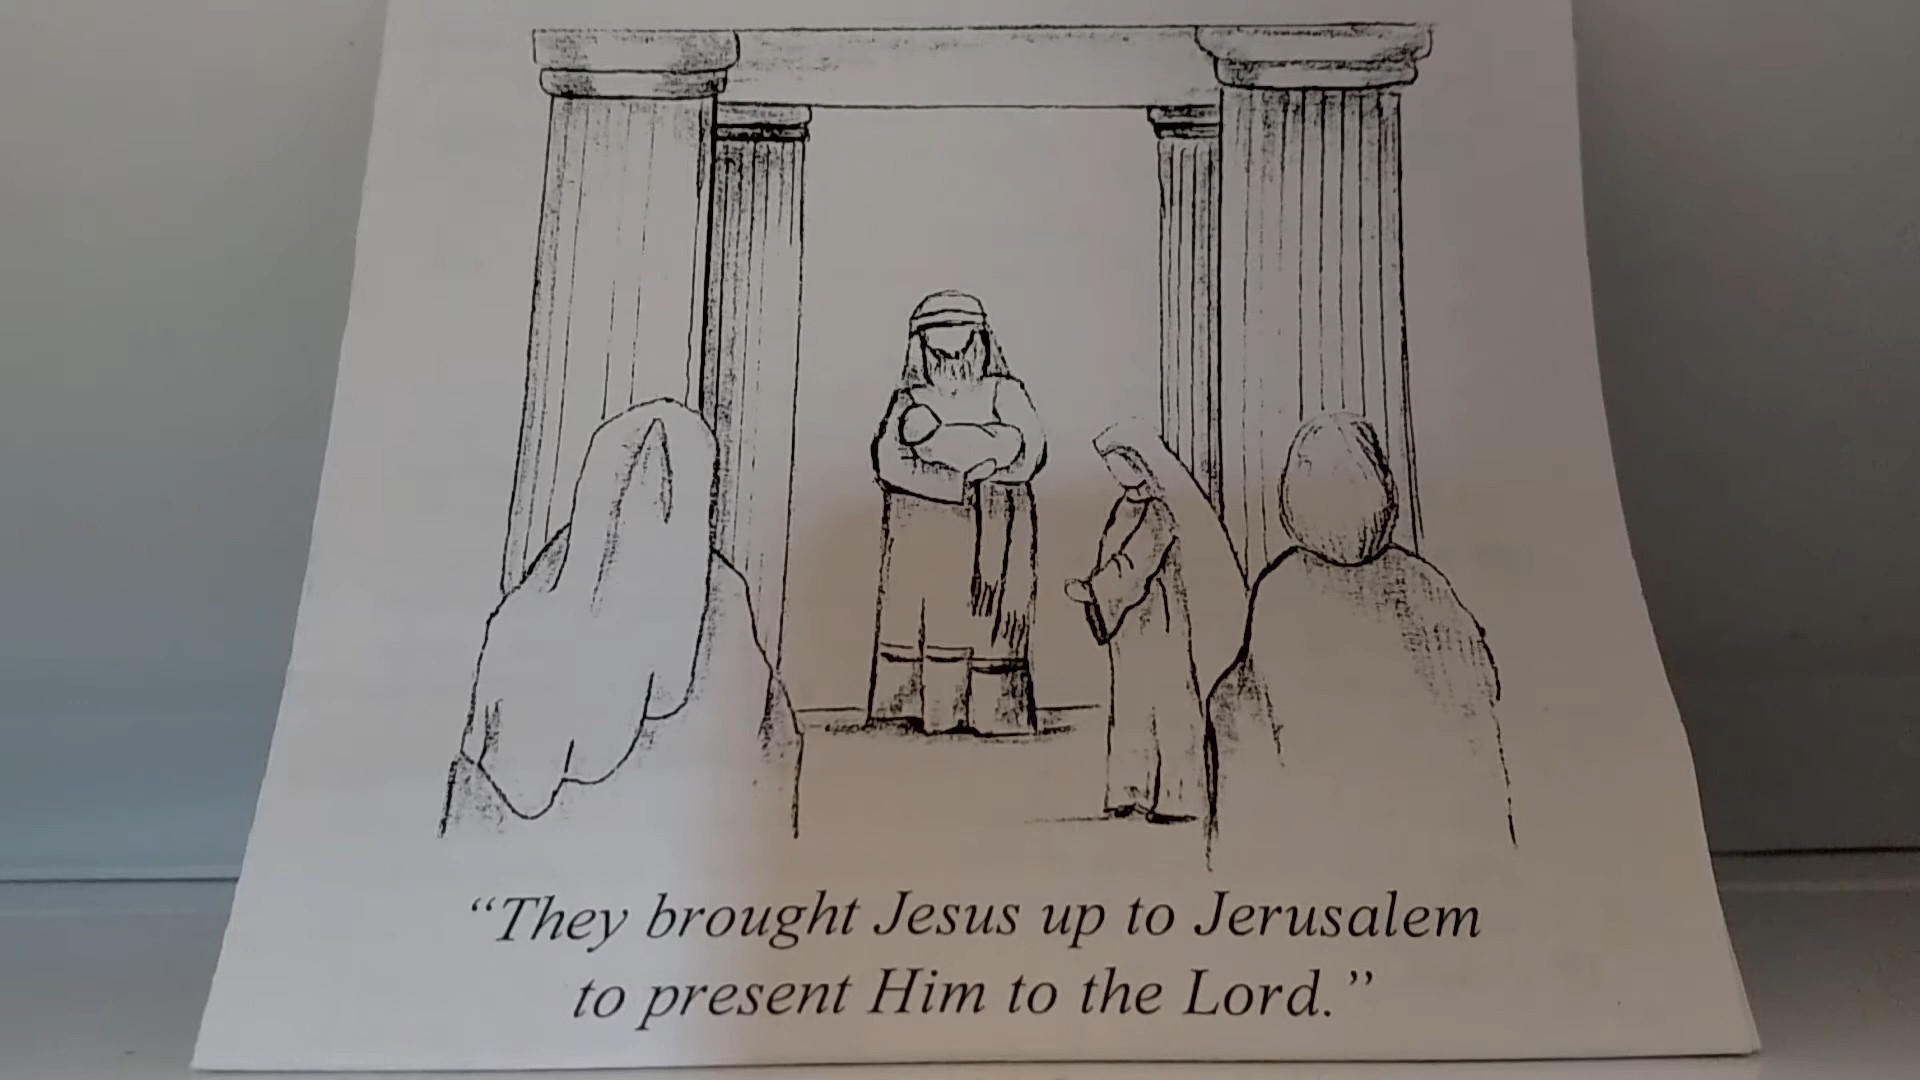 “They brought Jesus up to Jerusalem
to present Him to the Lord.”